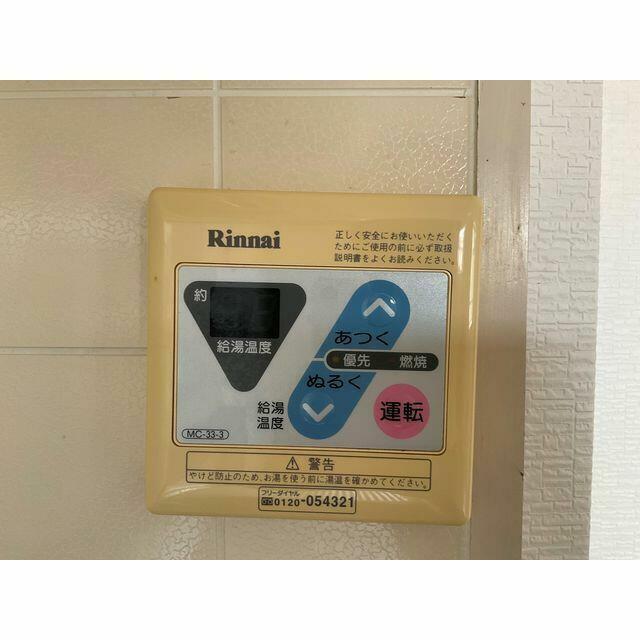 Rinnai
正しく安全にお使いいただく
ためにご使用の前に必ず取扱
説明書をよくお読みください。
約
給湯温度
あつく
優先 燃焼
ぬるく
給湯
温度
運転
MC-33-3
⚠ 警告
やけど防止のため、お湯を使う前に湯温を確かめてください。
フリーダイヤル
0120-054321